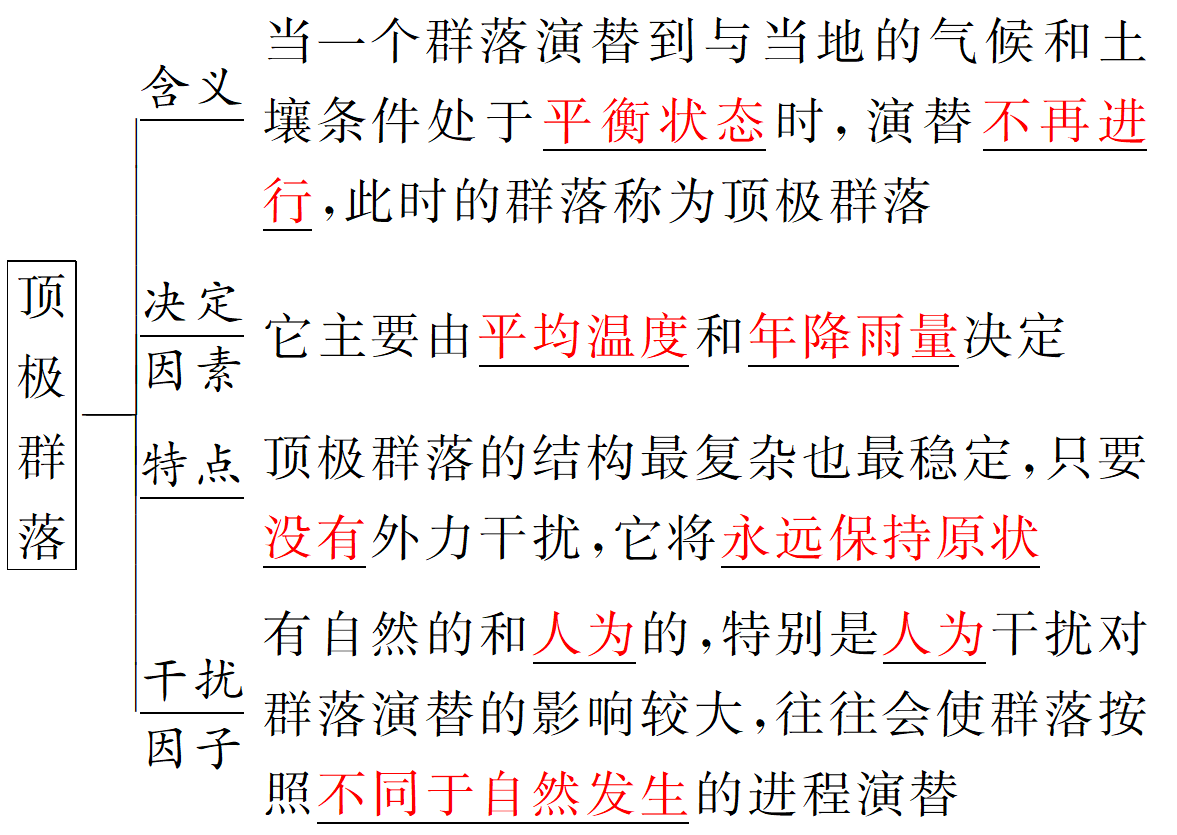 顶极群落
含义
当一个群落演替到与当地的气候和土
壤条件处于平衡状态时,演替不再进
行,此时的群落称为顶极群落
决定
因素
它主要由平均温度和年降雨量决定
特点
顶极群落的结构最复杂也最稳定,只要
没有外力干扰,它将永远保持原状
干扰
因子
有自然的和人为的,特别是人为干扰对
群落演替的影响较大,往往会使群落按
照不同于自然发生的进程演替